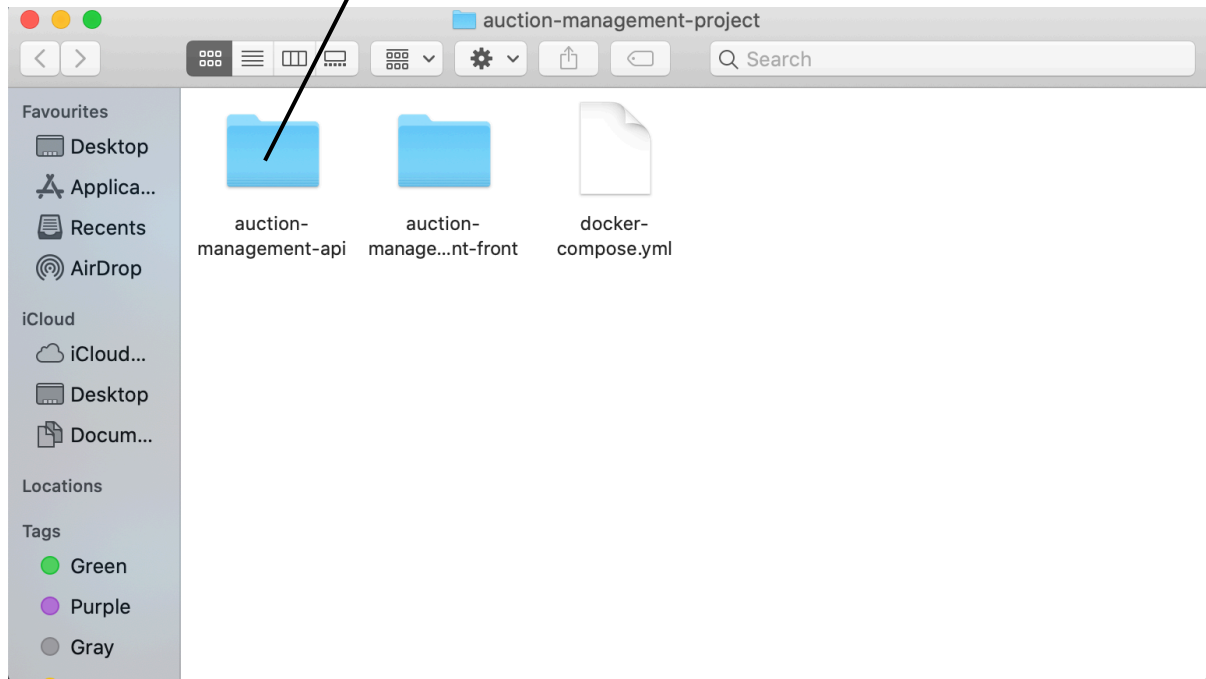 auction-management-project
Search
Favourites
Desktop
Applica...
Recents
AirDrop
iCloud
iCloud...
Desktop
Docum...
Locations
Tags
Green
Purple
Gray
auction-
management-api
auction-
manage...nt-front
docker-
compose.yml